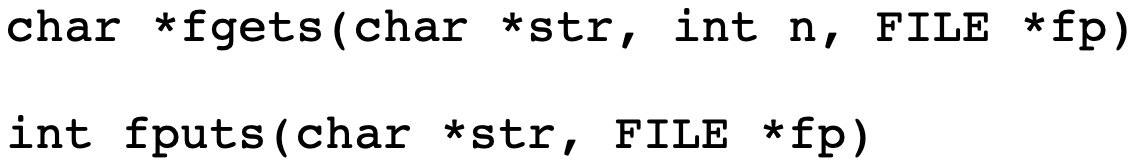 char *fgets(char *str, int n, FILE *fp)
int fputs(char *str, FILE *fp)